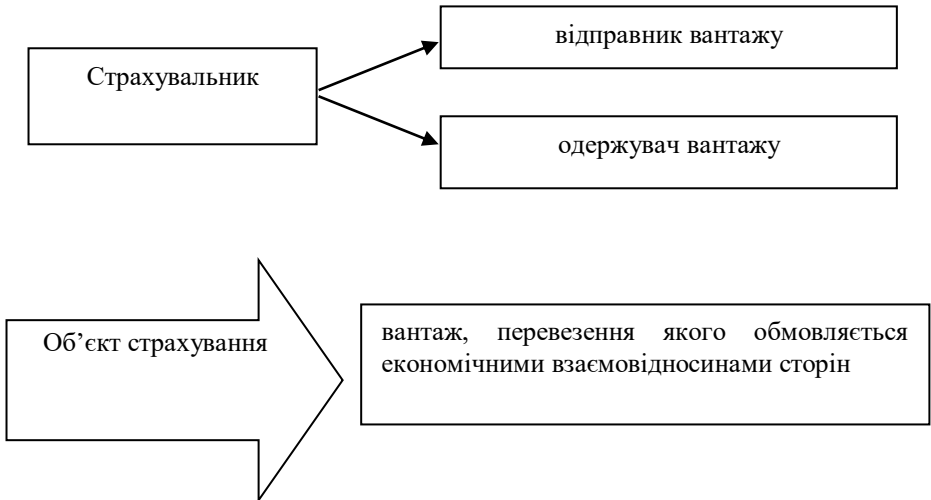 відправник вантажу
Страхувальник
одержувач вантажу
Об’єкт страхування
вантаж, перевезення якого обмовляється
економічними взаємовідносинами сторін